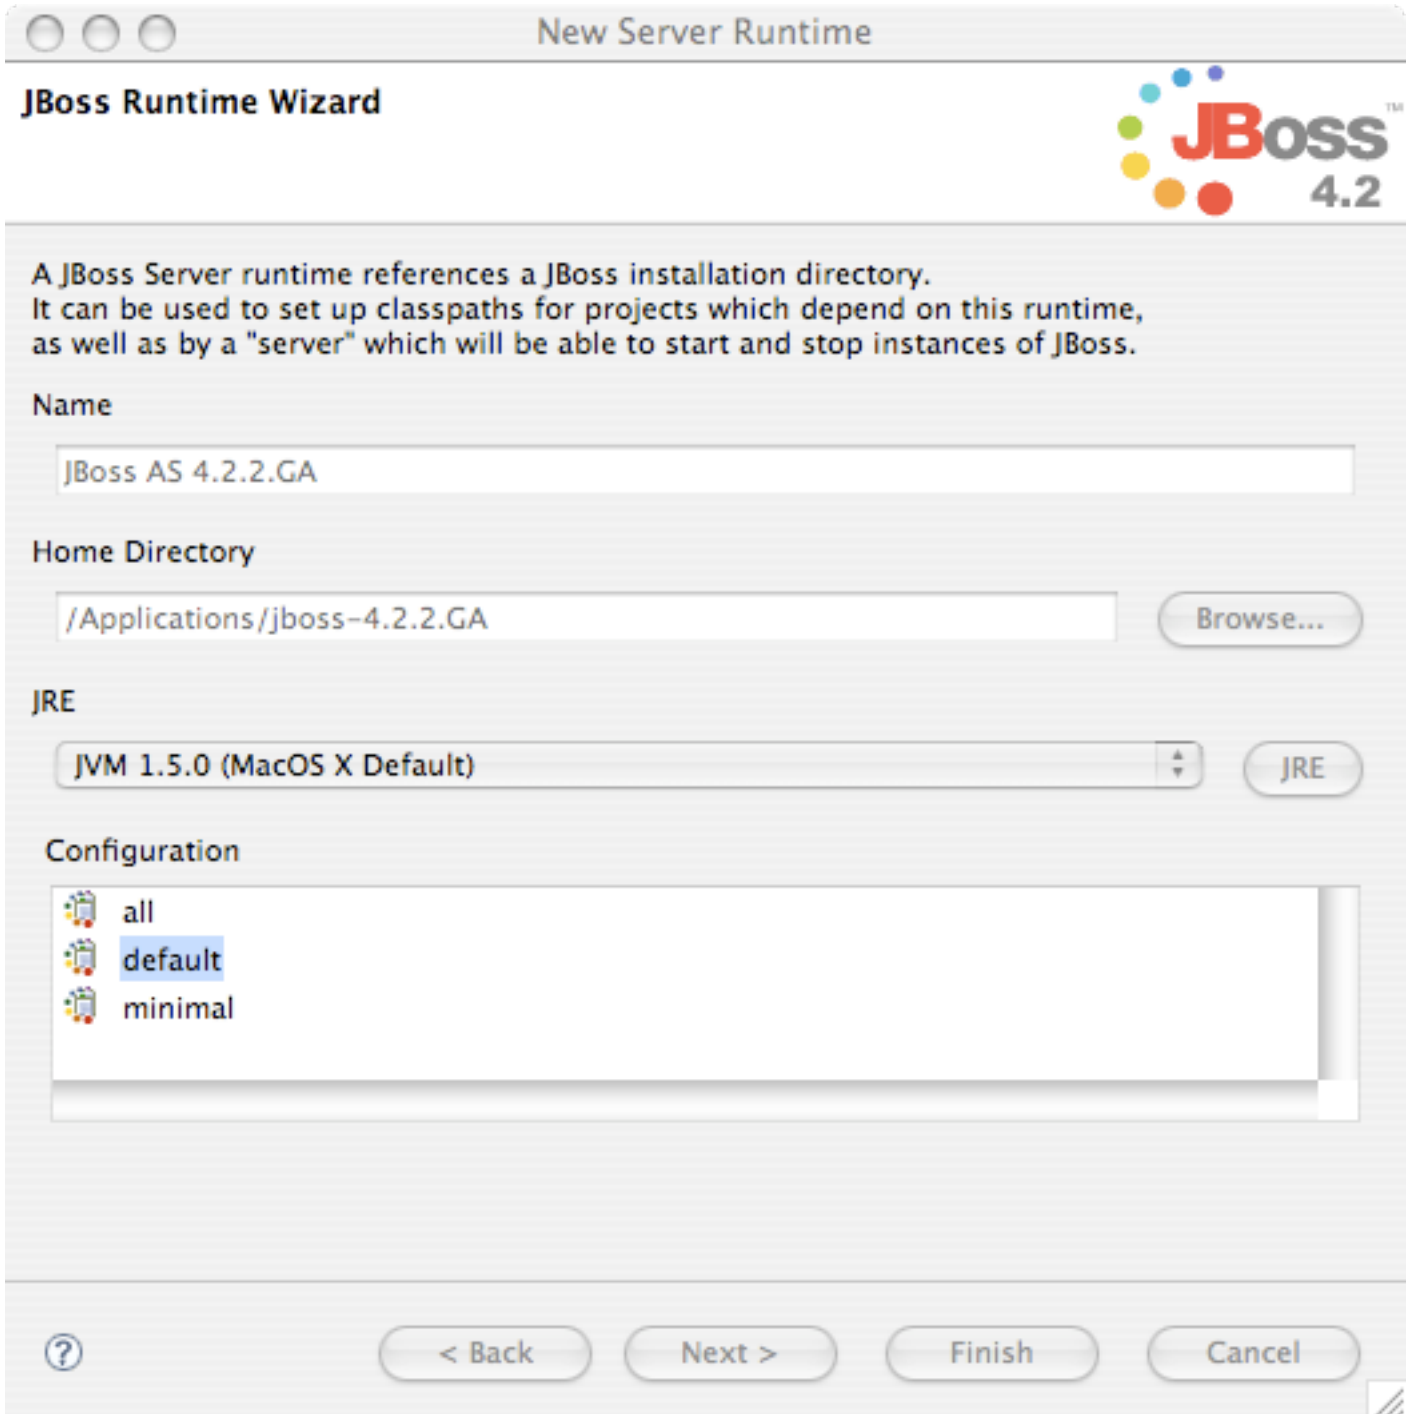 New Server Runtime
JBoss Runtime Wizard
JBoss™
4.2
A JBoss Server runtime references a JBoss installation directory.
It can be used to set up classpaths for projects which depend on this runtime,
as well as by a "server" which will be able to start and stop instances of JBoss.
Name
JBoss AS 4.2.2.GA
Home Directory
/Applications/jboss-4.2.2.GA
Browse...
JRE
JVM 1.5.0 (MacOS X Default)
JRE
Configuration
all
default
minimal
?
< Back
Next >
Finish
Cancel